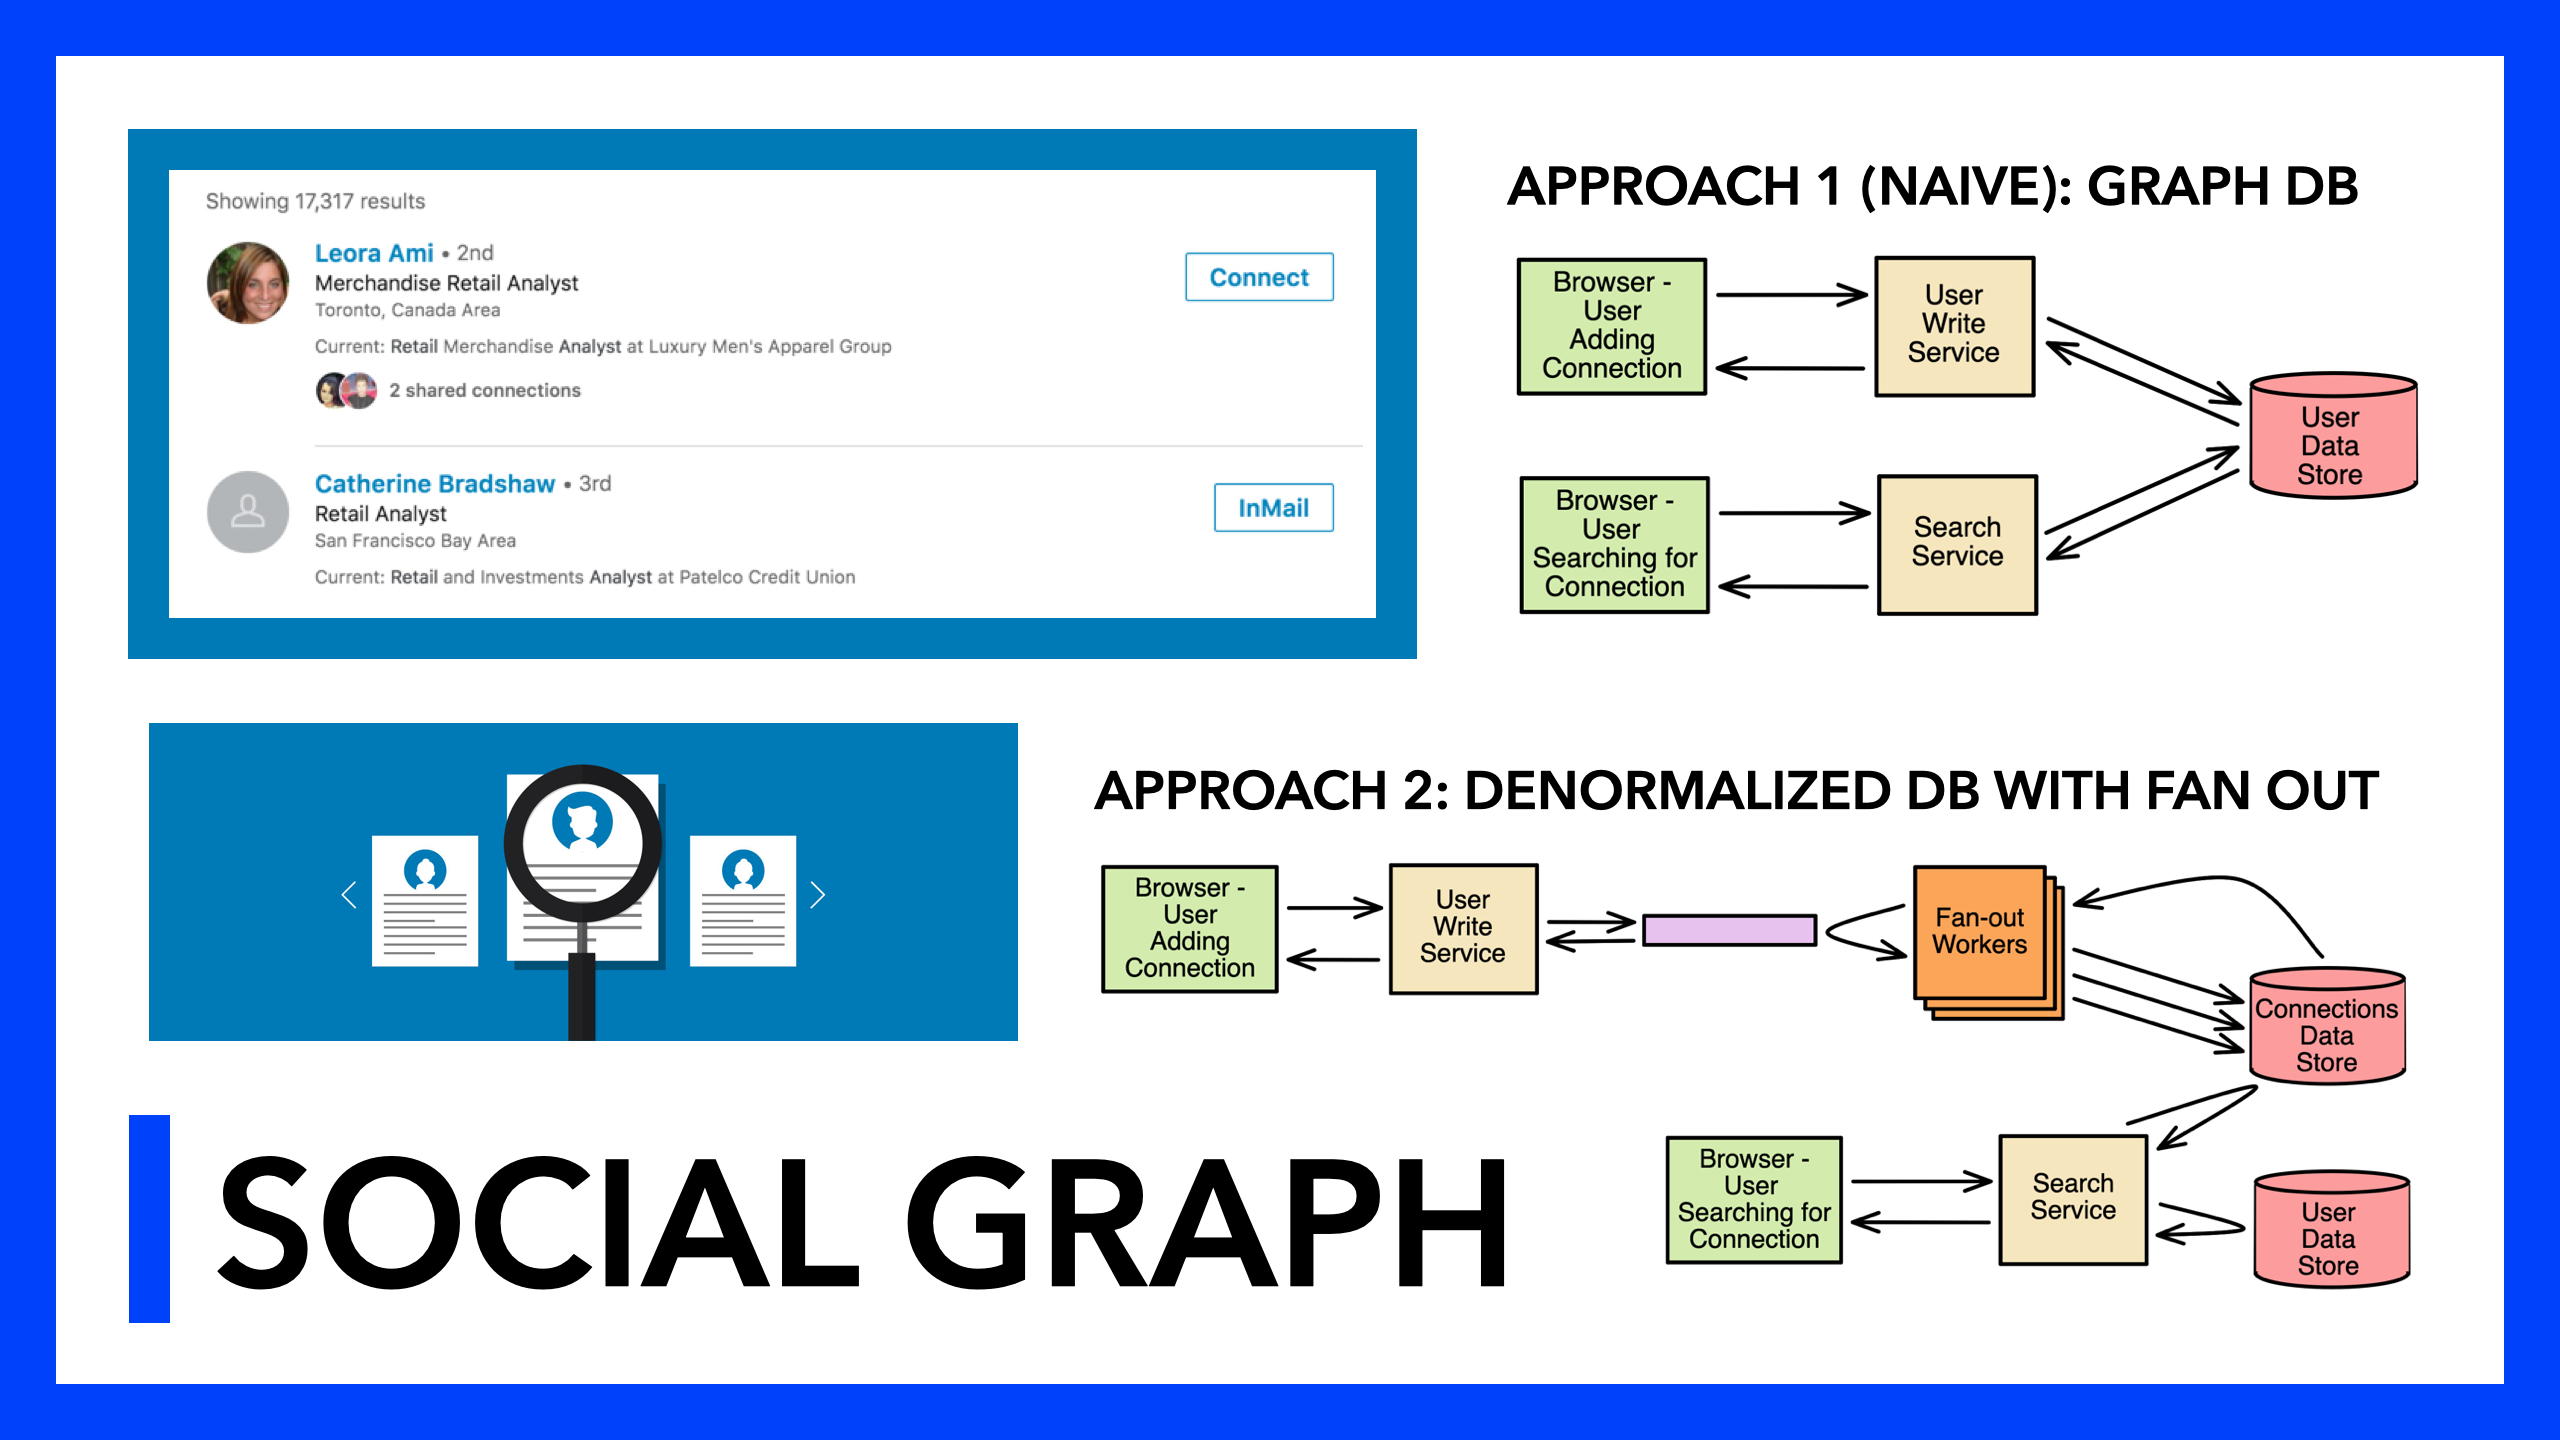 Showing 17,317 results
Leora Ami • 2nd
Merchandise Retail Analyst
Toronto, Canada Area
Current: Retail Merchandise Analyst at Luxury Men's Apparel Group
2 shared connections
Connect
Catherine Bradshaw • 3rd
Retail Analyst
San Francisco Bay Area
Current: Retail and Investments Analyst at Patelco Credit Union
InMail
APPROACH 1 (NAIVE): GRAPH DB
Browser -
User
Adding
Connection
User
Write
Service
User
Data
Store
Browser -
User
Searching for
Connection
Search
Service
APPROACH 2: DENORMALIZED DB WITH FAN OUT
Browser -
User
Adding
Connection
User
Write
Service
Fan-out
Workers
Connections
Data
Store
Browser -
User
Searching for
Connection
Search
Service
User
Data
Store
SOCIAL GRAPH